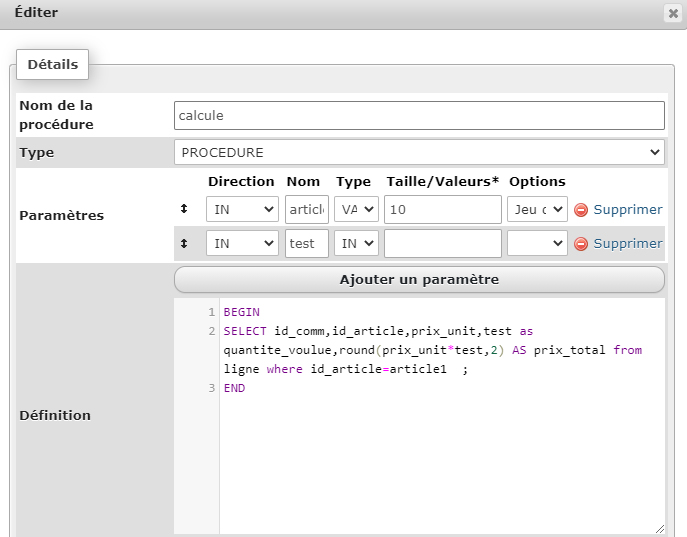 Éditer
Détails
Nom de la
procédure
calcule
Type
PROCEDURE
Direction Nom Type Taille/Valeurs* Options
Paramètres
IN articl VA 10 Jeu c Supprimer
IN test IN Supprimer
Ajouter un paramètre
Définition
1 BEGIN
2 SELECT id_comm,id_article,prix_unit,test as
quantite_voulue,round(prix_unit*test,2) AS prix_total from
ligne where id_article=article1 ;
3 END